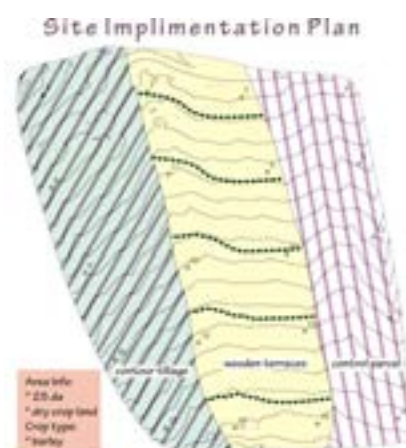 Site Implimentation Plan
contour tillage
wooden terraces
control parcel
Area Info:
* dry crop land
Crop type:
* barley